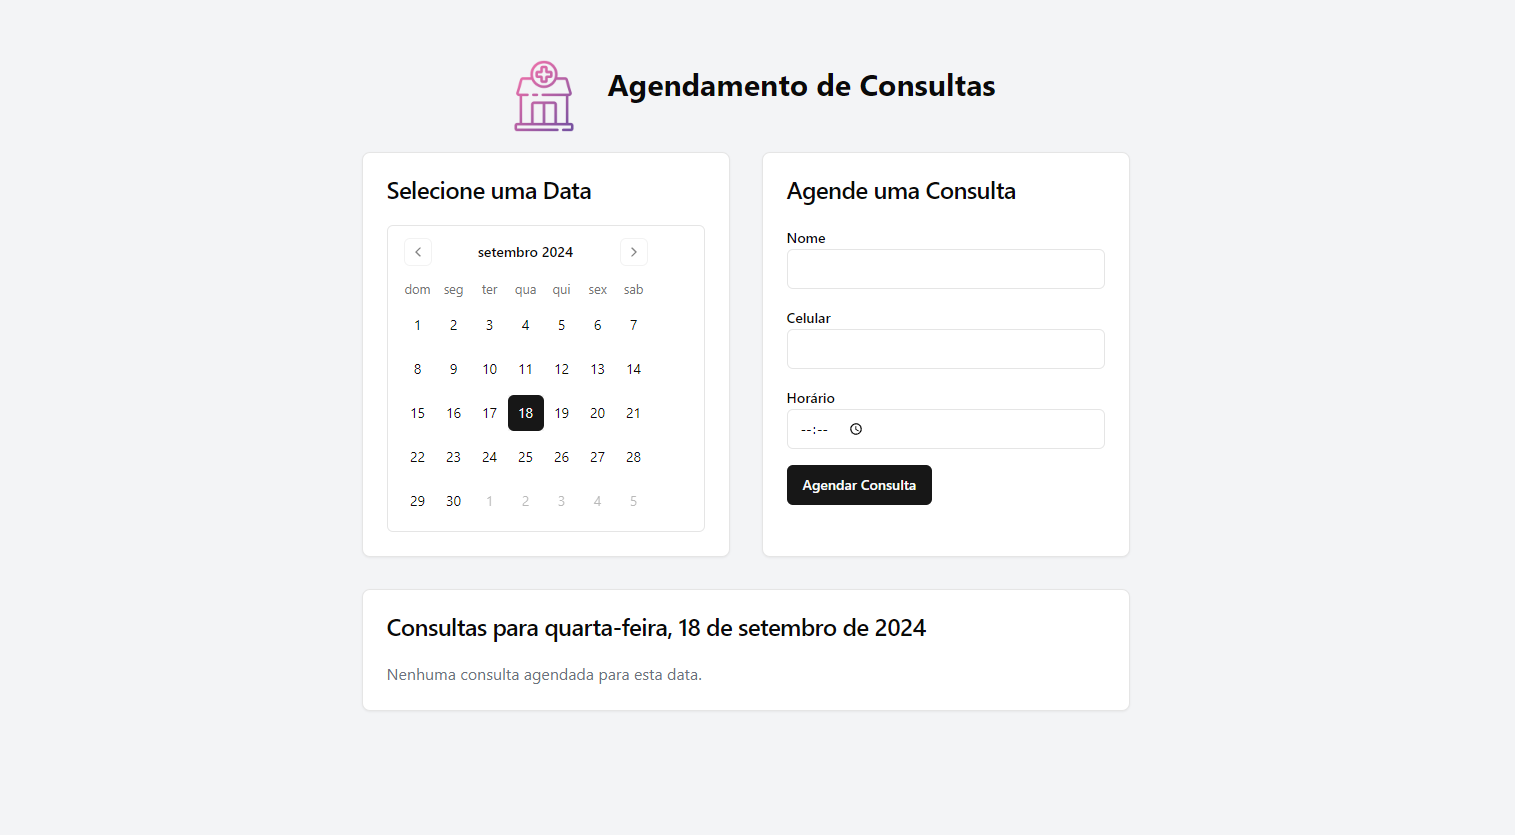 Agendamento de Consultas
Selecione uma Data
setembro 2024
dom seg ter qua qui sex sab
1 2 3 4 5 6 7
8 9 10 11 12 13 14
15 16 17 18 19 20 21
22 23 24 25 26 27 28
29 30 1 2 3 4 5
Agende uma Consulta
Nome
Celular
Horário
--:--
Agendar Consulta
Consultas para quarta-feira, 18 de setembro de 2024
Nenhuma consulta agendada para esta data.